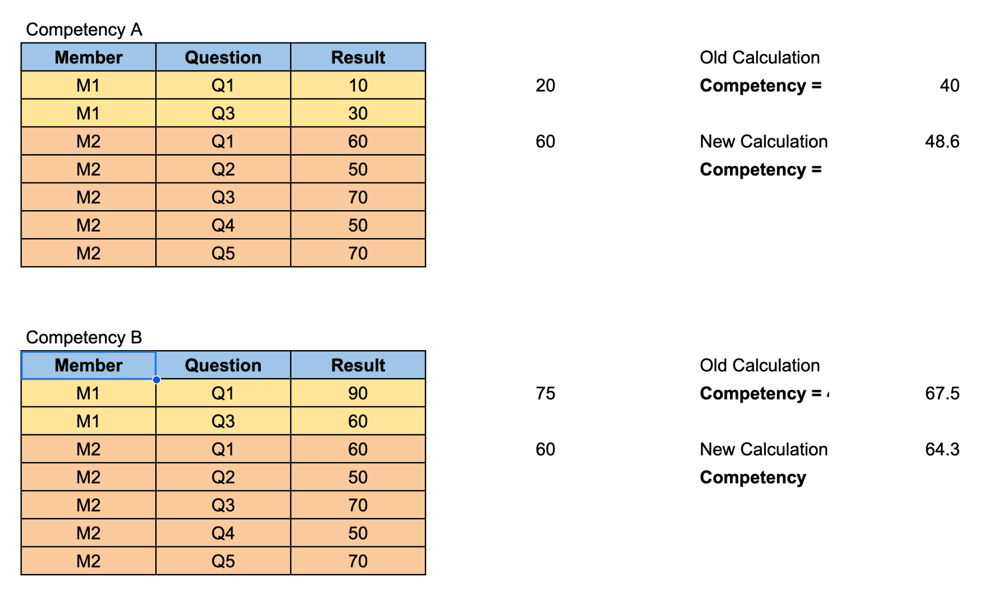 Competency A
Member Question Result Old Calculation
M1 Q1 10 20 Competency = 40
M1 Q3 30
M2 Q1 60 60 New Calculation 48.6
M2 Q2 50 Competency =
M2 Q3 70
M2 Q4 50
M2 Q5 70
Competency B
Member Question Result Old Calculation
M1 Q1 90 75 Competency = 67.5
M1 Q3 60
M2 Q1 60 60 New Calculation 64.3
M2 Q2 50 Competency
M2 Q3 70
M2 Q4 50
M2 Q5 70